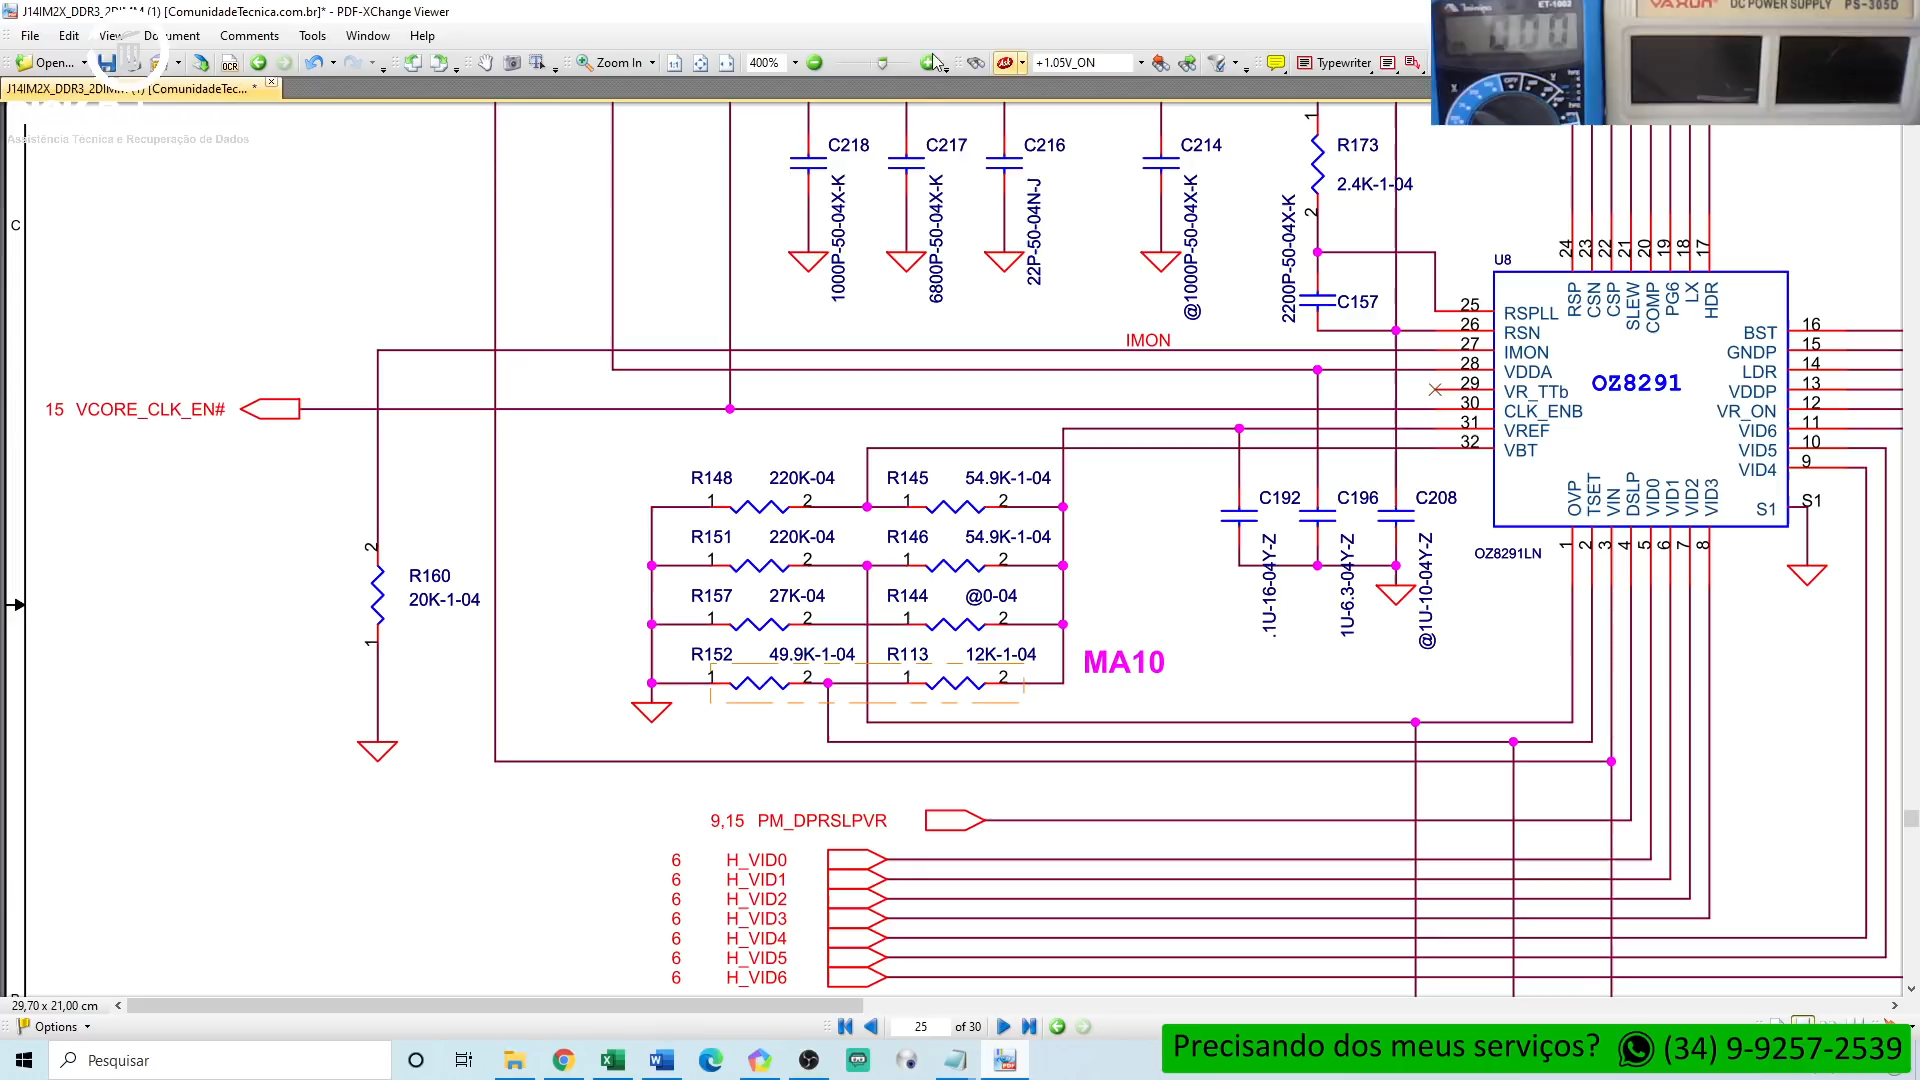 J14IM2X_DDR3_2DIMM (1) [ComunidadeTecnica.com.br]* - PDF-XChange Viewer
File Edit View Document Comments Tools Window Help
Open... OCR Zoom In 400% +1.05V_ON Typewriter
J14IM2X_DDR3_2DIMM (1) [ComunidadeTec... *
Assistência Técnica e Recuperação de Dados
ET-1002
DC POWER SUPPLY PS-305D
C
C218
1000P-50-04X-K
C217
6800P-50-04X-K
C216
22P-50-04N-J
C214
@1000P-50-04X-K
1
R173
2.4K-1-04
2
2200P-50-04X-K
C157
U8
24 23 22 21 20 19 18 17
RSP CSN CSP SLEW COMP PG6 LX HDR
25 RSPLL
26 RSN
27 IMON
28 VDDA
29 VR_TTb
30 CLK_ENB
31 VREF
32 VBT
OZ8291
BST 16
GNDP 15
LDR 14
VDDP 13
VR_ON 12
VID6 11
VID5 10
VID4 9
S1 S1
OVP TSET VIN DSLP VID0 VID1 VID2 VID3
1 2 3 4 5 6 7 8
OZ8291LN
IMON
15 VCORE_CLK_EN#
2
R160
20K-1-04
1
R148 220K-04 R145 54.9K-1-04
1 2 1 2
R151 220K-04 R146 54.9K-1-04
1 2 1 2
R157 27K-04 R144 @0-04
1 2 1 2
R152 49.9K-1-04 R113 12K-1-04
1 2 1 2
MA10
C192
.1U-16-04Y-Z
C196
1U-6.3-04Y-Z
C208
@1U-10-04Y-Z
9,15 PM_DPRSLPVR
6 H_VID0
6 H_VID1
6 H_VID2
6 H_VID3
6 H_VID4
6 H_VID5
6 H_VID6
29,70 x 21,00 cm
Options 25 of 30
Pesquisar
Precisando dos meus serviços? (34) 9-9257-2539